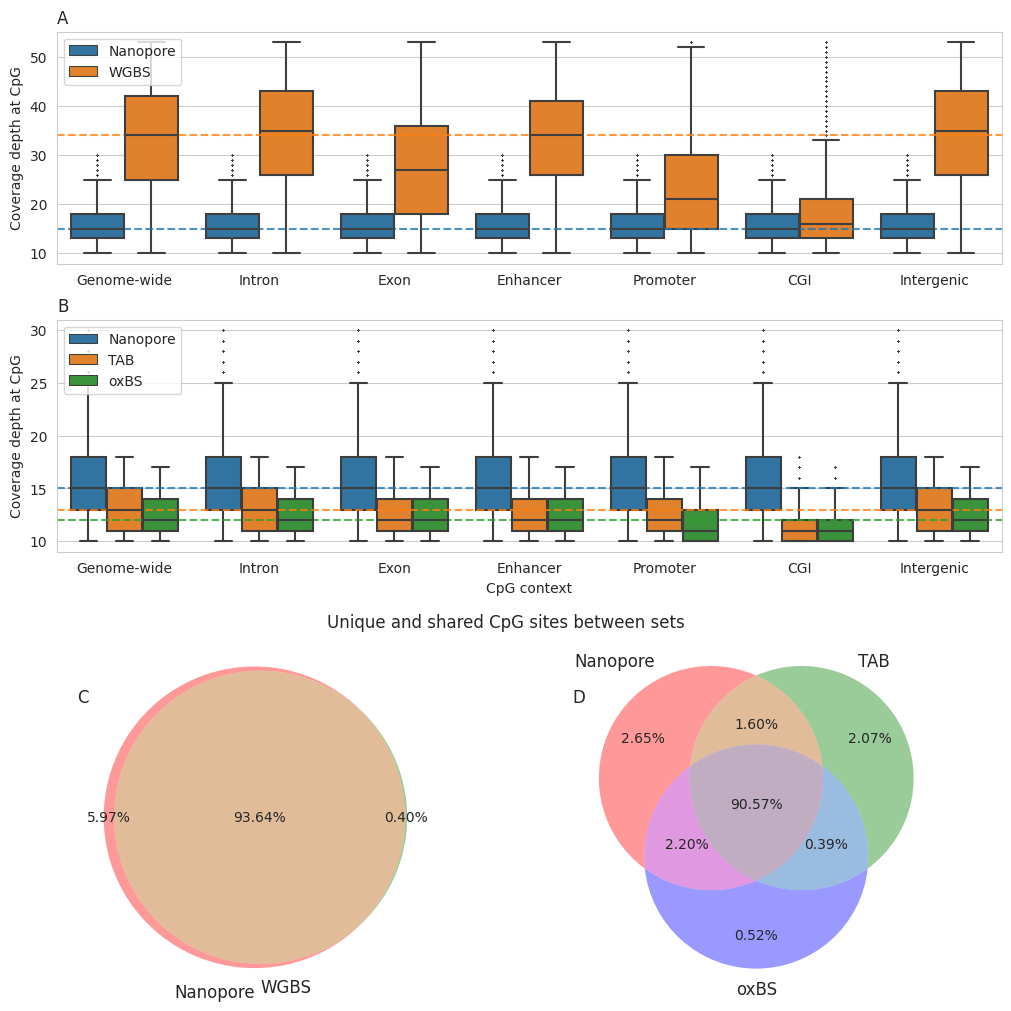 A
Coverage depth at CpG
50
40
30
20
10
Nanopore
WGBS
Genome-wide Intron Exon Enhancer Promoter CGI Intergenic
B
Coverage depth at CpG
30
25
20
15
10
Nanopore
TAB
oxBS
Genome-wide Intron Exon Enhancer Promoter CGI Intergenic
CpG context
Unique and shared CpG sites between sets
C
5.97% 93.64% 0.40%
Nanopore WGBS
D
Nanopore TAB
2.65% 1.60% 2.07%
90.57%
2.20% 0.39%
0.52%
oxBS